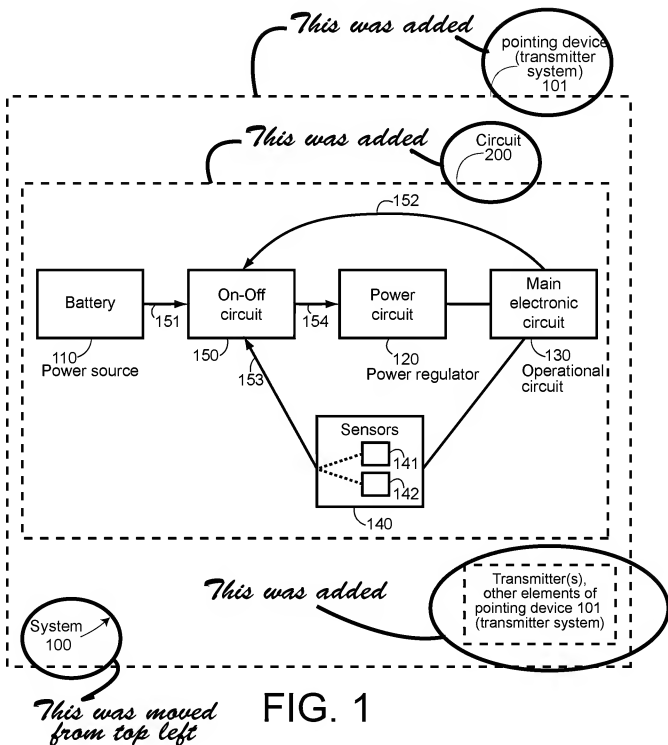 This was added
pointing device
(transmitter
system)
101
This was added
Circuit
200
152
Battery
On-Off
circuit
Power
circuit
Main
electronic
circuit
151
154
110
Power source
150
153
120
Power regulator
130
Operational
circuit
Sensors
141
142
140
This was added
Transmitter(s),
other elements of
pointing device 101
(transmitter system)
System
100
This was moved
from top left
FIG. 1